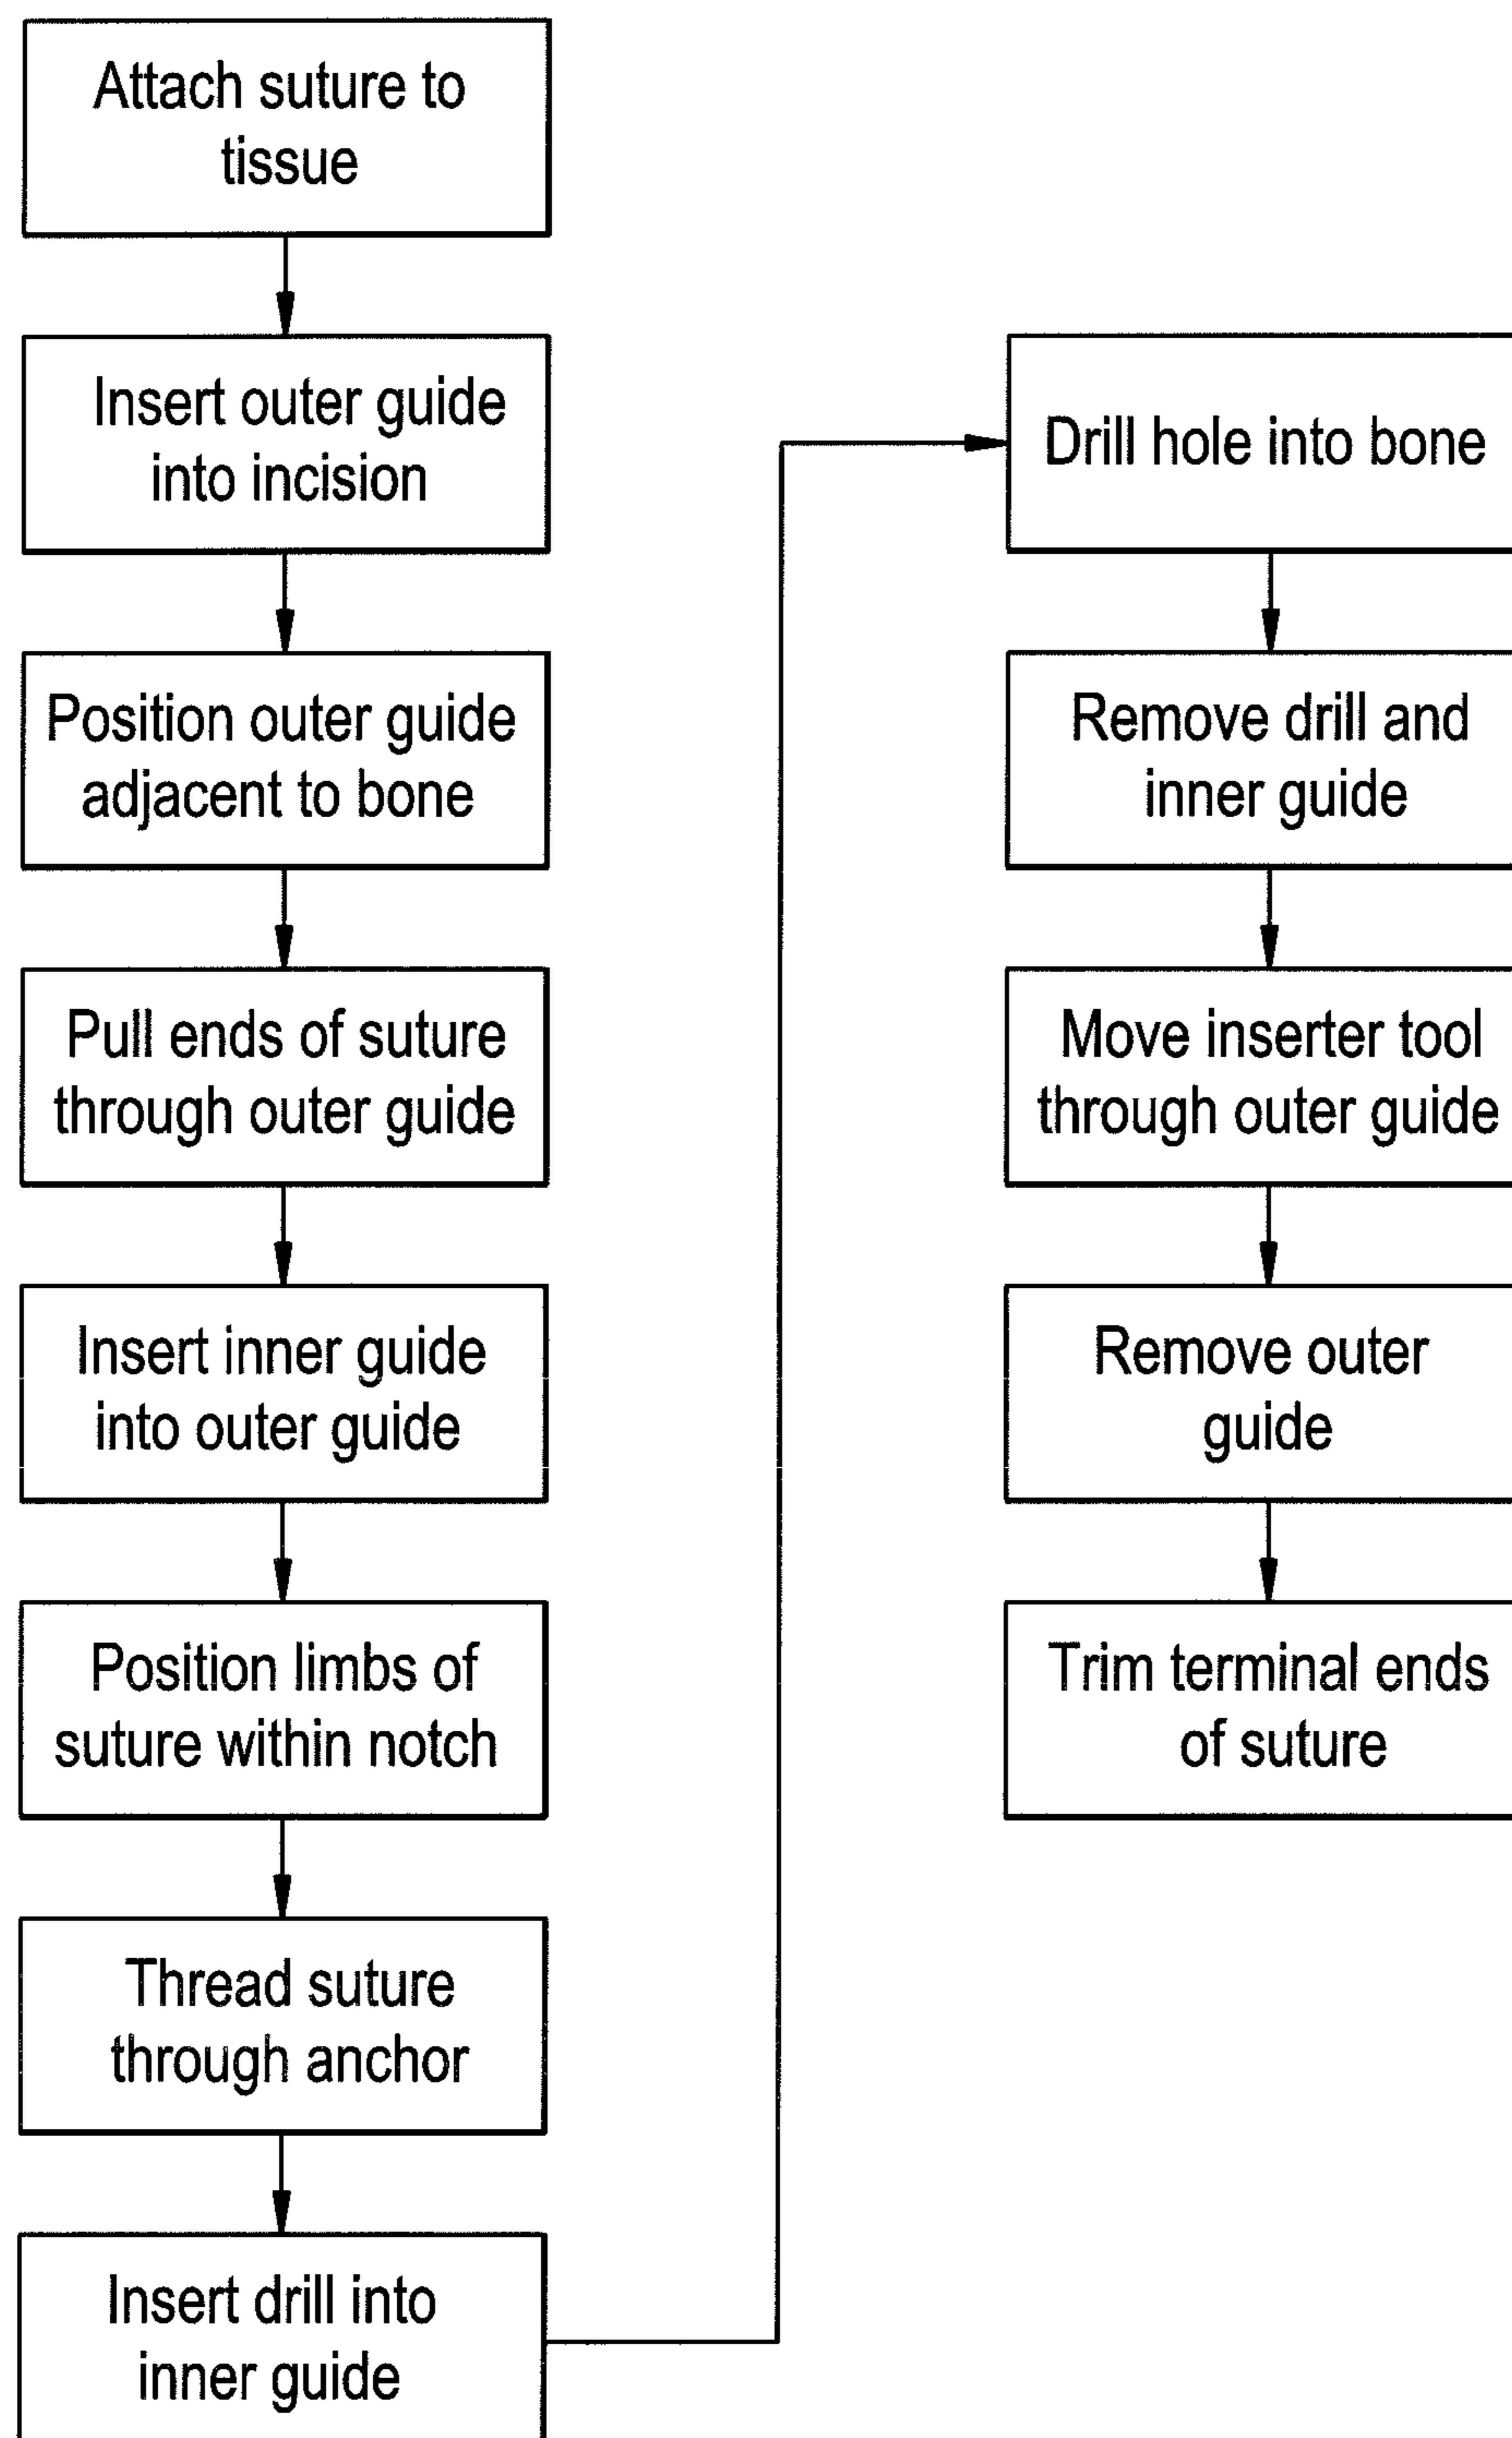 Attach suture to
tissue
Insert outer guide
into incision
Position outer guide
adjacent to bone
Pull ends of suture
through outer guide
Insert inner guide
into outer guide
Position limbs of
suture within notch
Thread suture
through anchor
Insert drill into
inner guide
Drill hole into bone
Remove drill and
inner guide
Move inserter tool
through outer guide
Remove outer
guide
Trim terminal ends
of suture